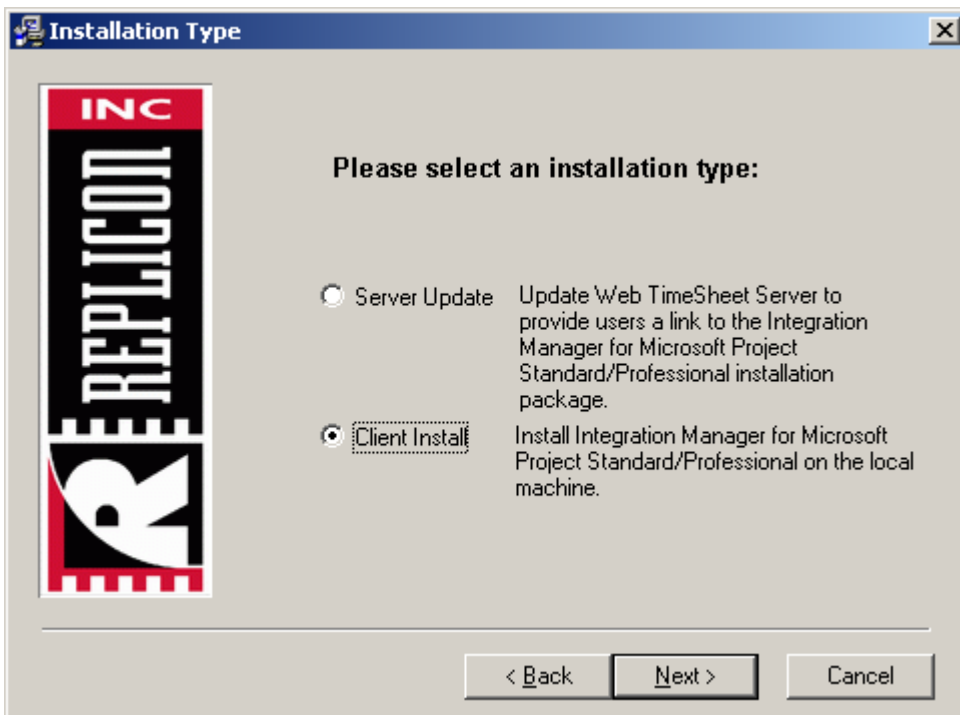 Installation Type
INC
REPLICON
R
Please select an installation type:
Server Update
Update Web TimeSheet Server to
provide users a link to the Integration
Manager for Microsoft Project
Standard/Professional installation
package.
Client Install
Install Integration Manager for Microsoft
Project Standard/Professional on the local
machine.
< Back
Next >
Cancel